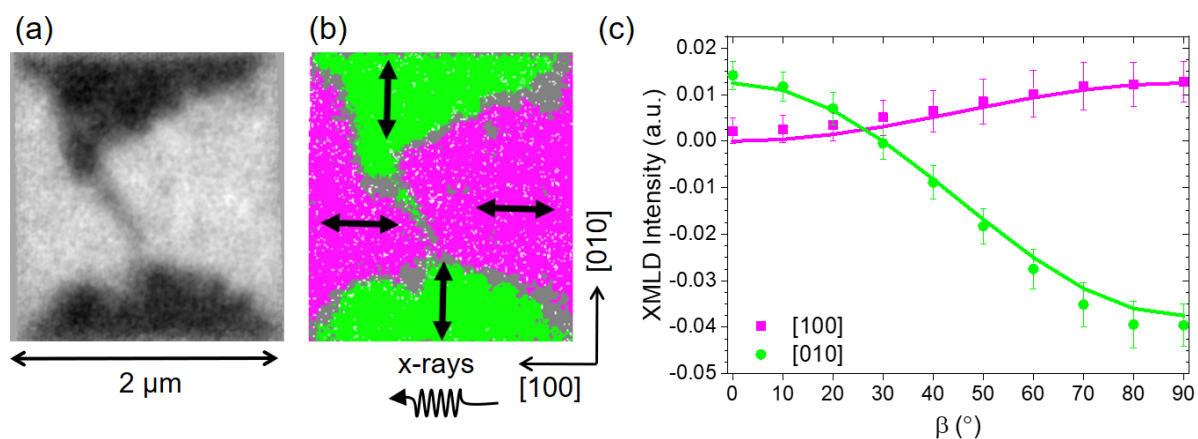 (a)
(b)
(c)
2 μm
x-rays
[100]
[010]
XMLD Intensity (a.u.)
0.02
0.01
0.00
-0.01
-0.02
-0.03
-0.04
-0.05
[100]
[010]
0 10 20 30 40 50 60 70 80 90
β (°)